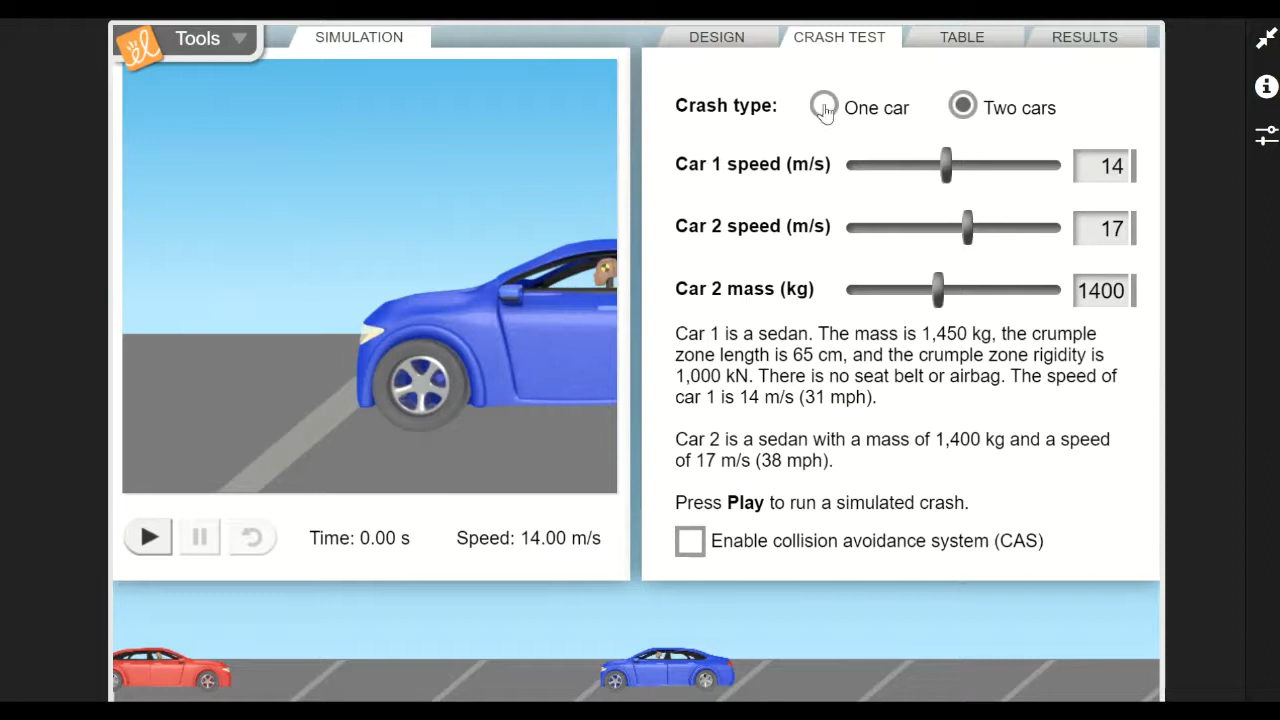 Tools
SIMULATION
DESIGN
CRASH TEST
TABLE
RESULTS
Crash type:
One car
Two cars
Car 1 speed (m/s)
14
Car 2 speed (m/s)
17
Car 2 mass (kg)
1400
Car 1 is a sedan. The mass is 1,450 kg, the crumple
zone length is 65 cm, and the crumple zone rigidity is
1,000 kN. There is no seat belt or airbag. The speed of
car 1 is 14 m/s (31 mph).
Car 2 is a sedan with a mass of 1,400 kg and a speed
of 17 m/s (38 mph).
Press Play to run a simulated crash.
Enable collision avoidance system (CAS)
Time: 0.00 s
Speed: 14.00 m/s